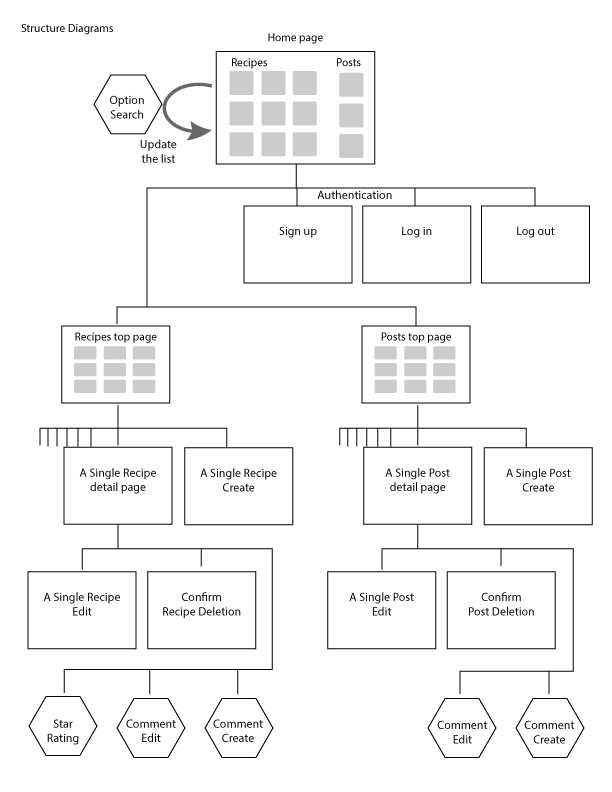 Structure Diagrams
Home page
Recipes
Posts
Option
Search
Update
the list
Authentication
Sign up
Log in
Log out
Recipes top page
Posts top page
A Single Recipe
detail page
A Single Recipe
Create
A Single Post
detail page
A Single Post
Create
A Single Recipe
Edit
Confirm
Recipe Deletion
A Single Post
Edit
Confirm
Post Deletion
Star
Rating
Comment
Edit
Comment
Create
Comment
Edit
Comment
Create